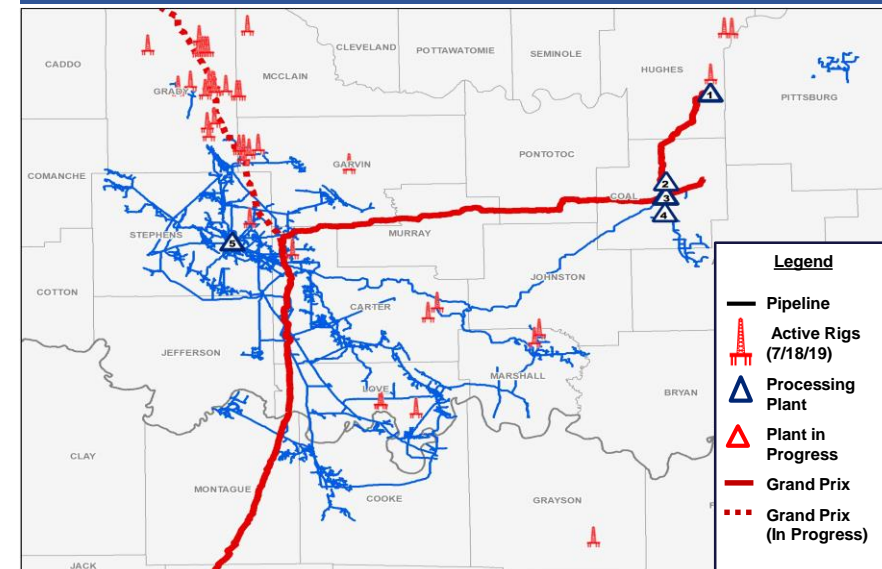 CLEVELAND
POTTAWATOMIE
SEMINOLE
CADDO
MCCLAIN
HUGHES
GRADY
PITTSBURG
1
GARVIN
PONTOTOC
COMANCHE
2
COAL
3
4
STEPHENS
5
MURRAY
Legend
JOHNSTON
COTTON
Pipeline
CARTER
Active Rigs
(7/18/19)
JEFFERSON
MARSHALL
Processing
Plant
LOVE
BRYAN
Plant in
Progress
CLAY
Grand Prix
MONTAGUE
COOKE
GRAYSON
Grand Prix
(In Progress)
JACK